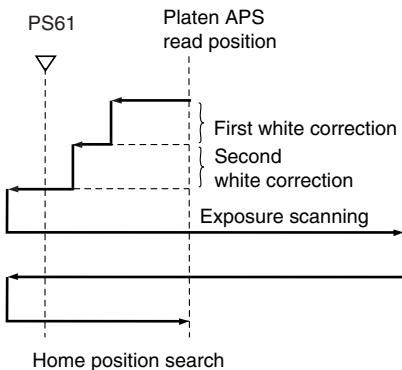 PS61
Platen APS
read position
First white correction
Second
white correction
Exposure scanning
Home position search